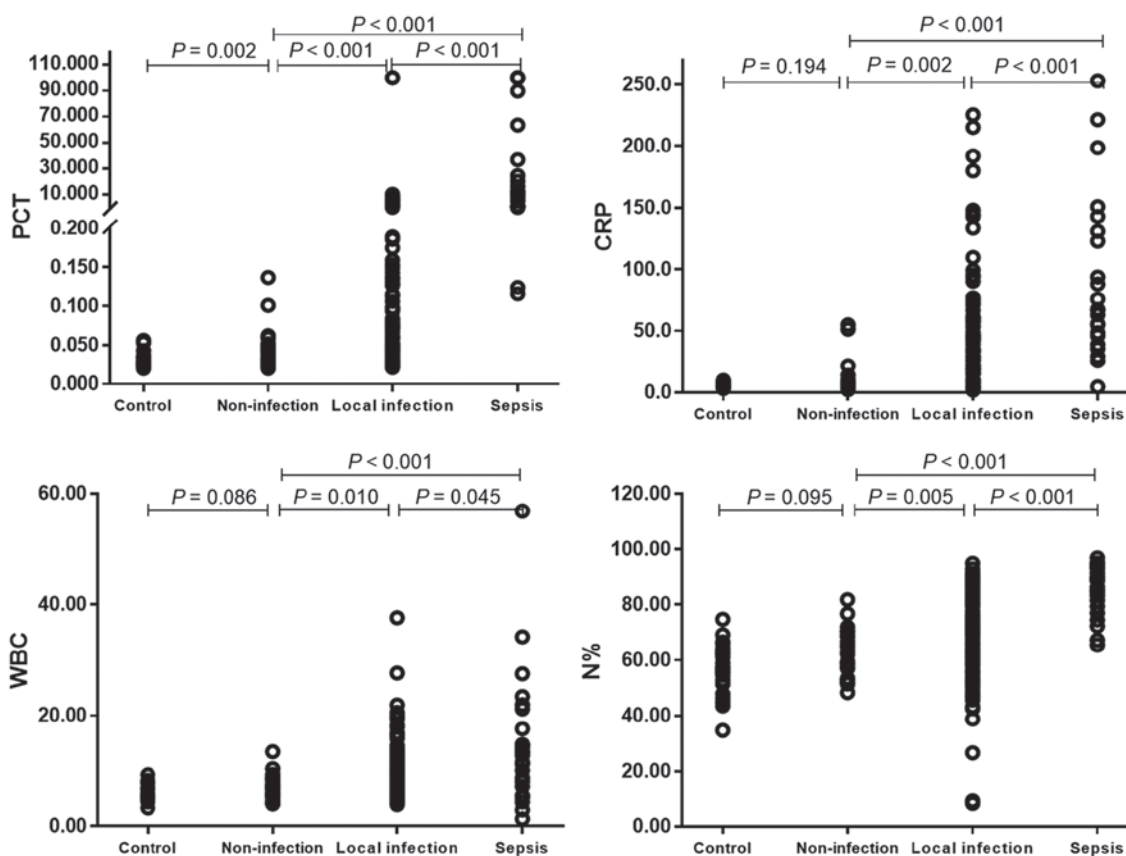 P < 0.001
P = 0.002 P < 0.001 P < 0.001
110.000
90.000
70.000
50.000
30.000
10.000
0.200
0.150
0.100
0.050
0.000
PCT
Control Non-infection Local infection Sepsis
P < 0.001
P = 0.194 P = 0.002 P < 0.001
250.0
200.0
150.0
100.0
50.0
0.0
CRP
Control Non-infection Local infection Sepsis
P < 0.001
P = 0.086 P = 0.010 P = 0.045
60.00
40.00
20.00
0.00
WBC
Control Non-infection Local infection Sepsis
P < 0.001
P = 0.095 P = 0.005 P < 0.001
120.00
100.00
80.00
60.00
40.00
20.00
0.00
N%
Control Non-infection Local infection Sepsis